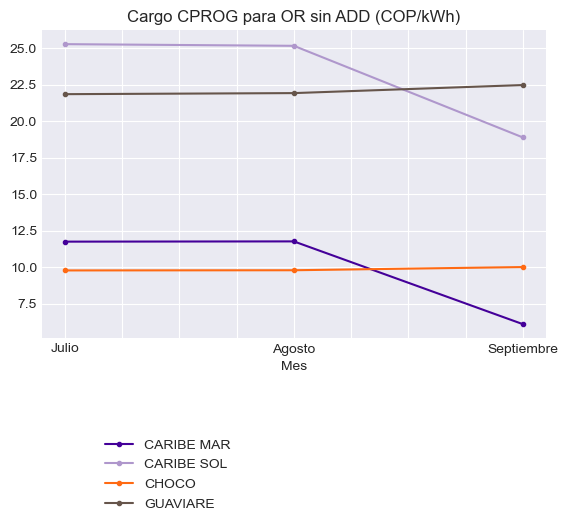 Cargo CPROG para OR sin ADD (COP/kWh)
25.0
22.5
20.0
17.5
15.0
12.5
10.0
7.5
Julio Agosto Septiembre
Mes
CARIBE MAR
CARIBE SOL
CHOCO
GUAVIARE